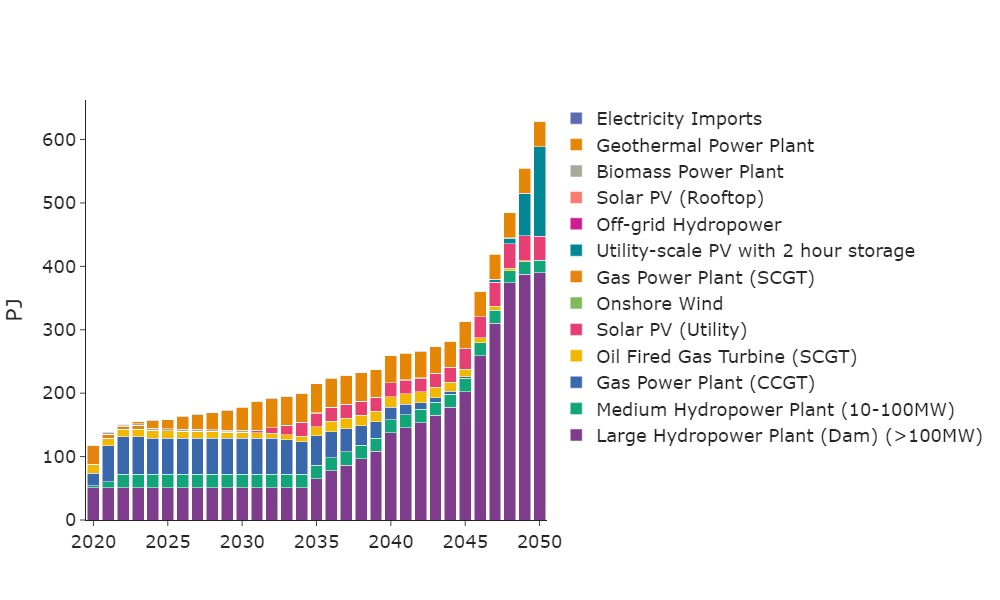 PJ
600
500
400
300
200
100
0
2020 2025 2030 2035 2040 2045 2050
Electricity Imports
Geothermal Power Plant
Biomass Power Plant
Solar PV (Rooftop)
Off-grid Hydropower
Utility-scale PV with 2 hour storage
Gas Power Plant (SCGT)
Onshore Wind
Solar PV (Utility)
Oil Fired Gas Turbine (SCGT)
Gas Power Plant (CCGT)
Medium Hydropower Plant (10-100MW)
Large Hydropower Plant (Dam) (>100MW)